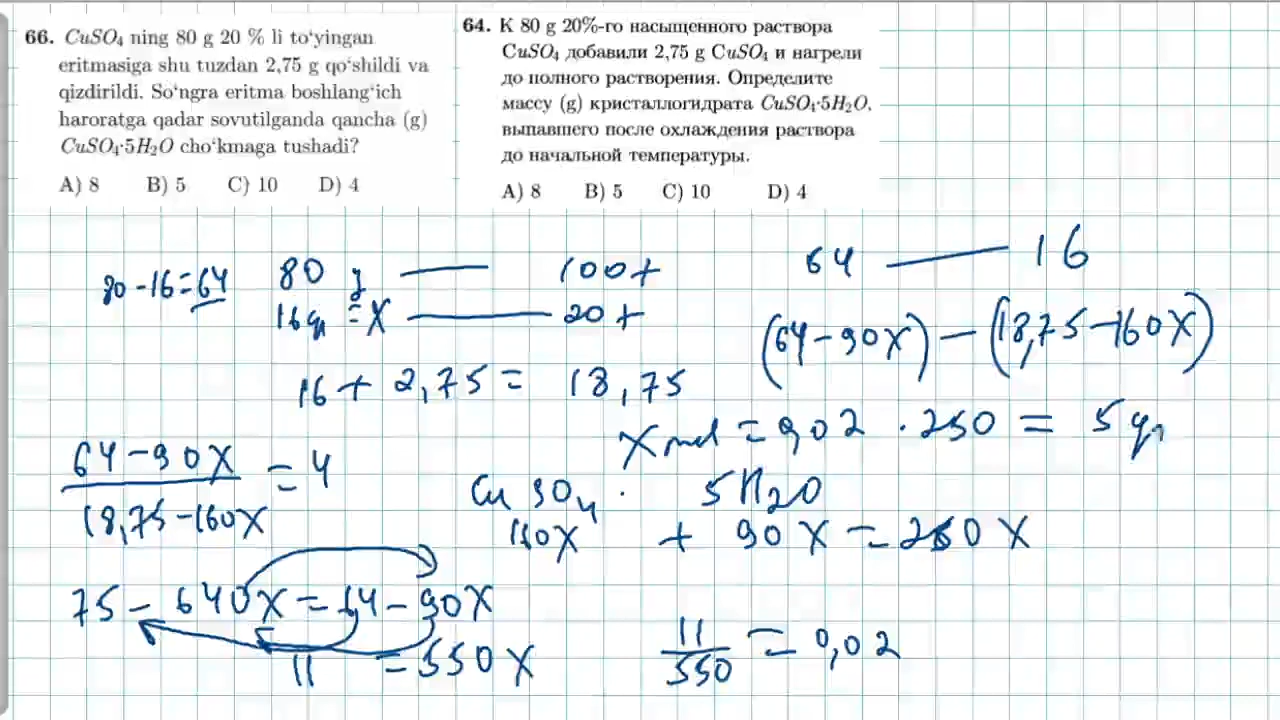 66. CuSO₄ ning 80 g 20 % li to‘yingan
eritmasiga shu tuzdan 2,75 g qo‘shildi va
qizdirildi. So‘ngra eritma boshlang‘ich
haroratga qadar sovutilganda qancha (g)
CuSO₄·5H₂O cho‘kmaga tushadi?
A) 8 B) 5 C) 10 D) 4
64. К 80 g 20%-го насыщенного раствора
CuSO₄ добавили 2,75 g CuSO₄ и нагрели
до полного растворения. Определите
массу (g) кристаллогидрата CuSO₄·5H₂O,
выпавшего после охлаждения раствора
до начальной температуры.
A) 8 B) 5 C) 10 D) 4
80 - 16 = 64
80 g — 100 +
16 gr = X — 20 +
16 + 2,75 = 18,75
64 — 16
(64 - 90X) — (18,75 - 160X)
X mol = 902 . 250 = 5 gr
64 - 90X / 18,75 - 160X = 4
CuSO₄ . 5H₂O
160X + 90X = 250X
75 - 640X = 64 - 90X
11 = 550X
11/550 = 0,02